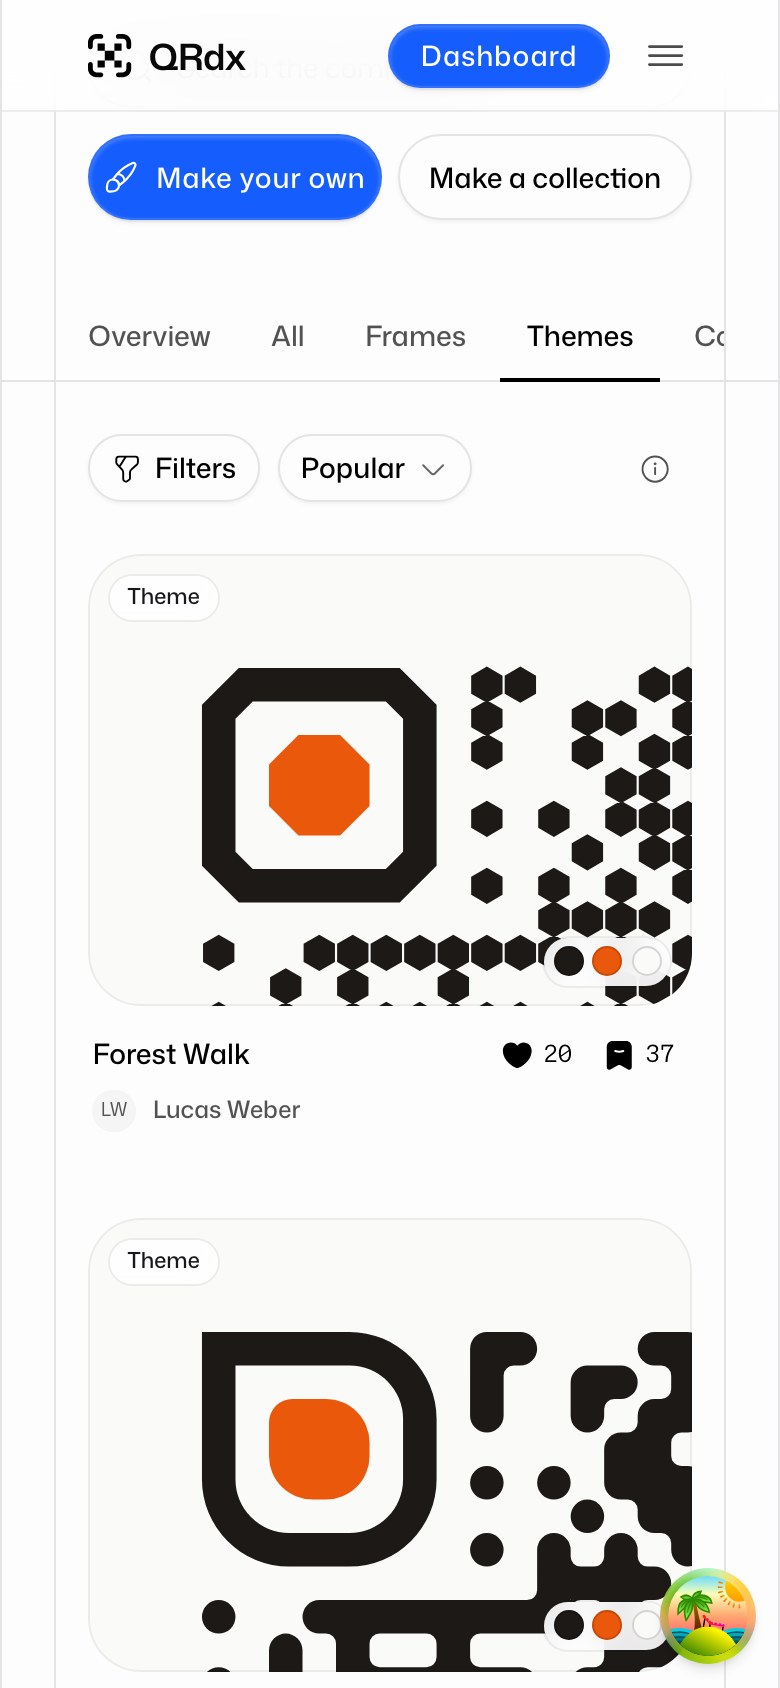 QRdx
Dashboard
Make your own
Make a collection
Overview All Frames Themes
Filters
Popular
Theme
Forest Walk
20 37
LW Lucas Weber
Theme